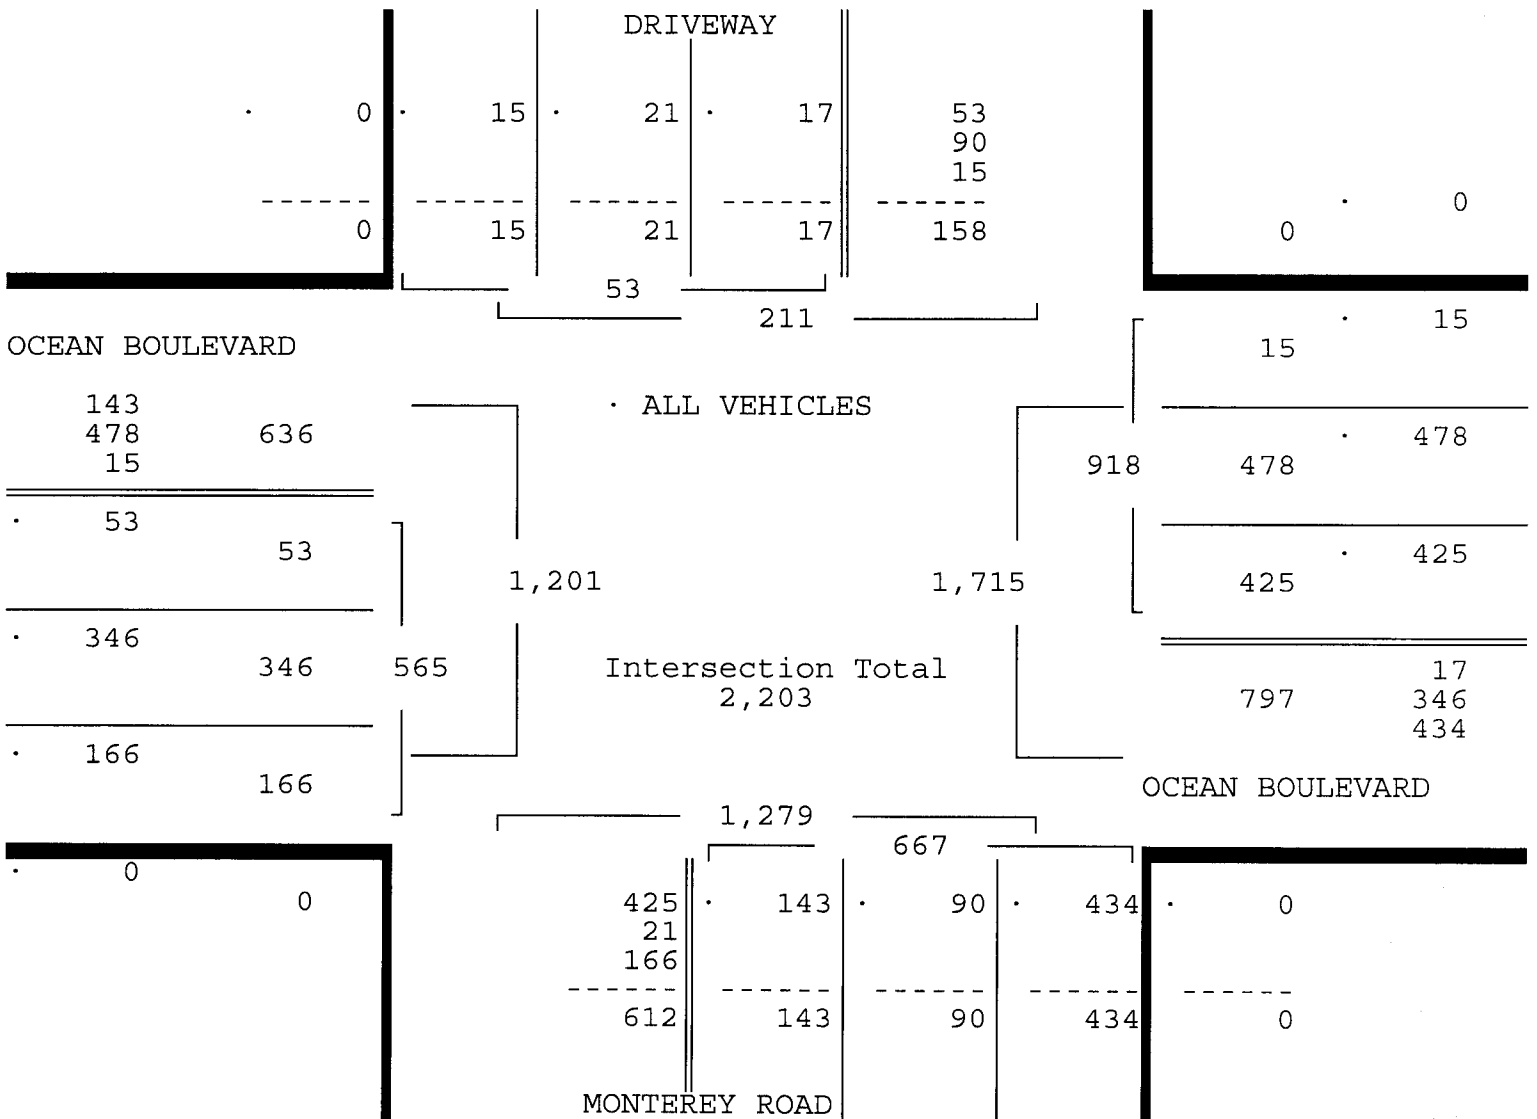 DRIVEWAY
· 0 · 15 · 21 · 17 53
90
15
------ ------ ------ ------ ------ · 0
0 15 21 17 158 0
53
211 · 15
OCEAN BOULEVARD 15
143 · ALL VEHICLES
478 636 · 478
15 918 478
· 53
53 · 425
1,201 1,715 425
· 346
346 565 Intersection Total 17
2,203 797 346
434
· 166
166 OCEAN BOULEVARD
1,279
667
· 0
0 425 · 143 · 90 · 434 · 0
21
166
------ ------ ------ ------ ------
612 143 90 434 0
MONTEREY ROAD